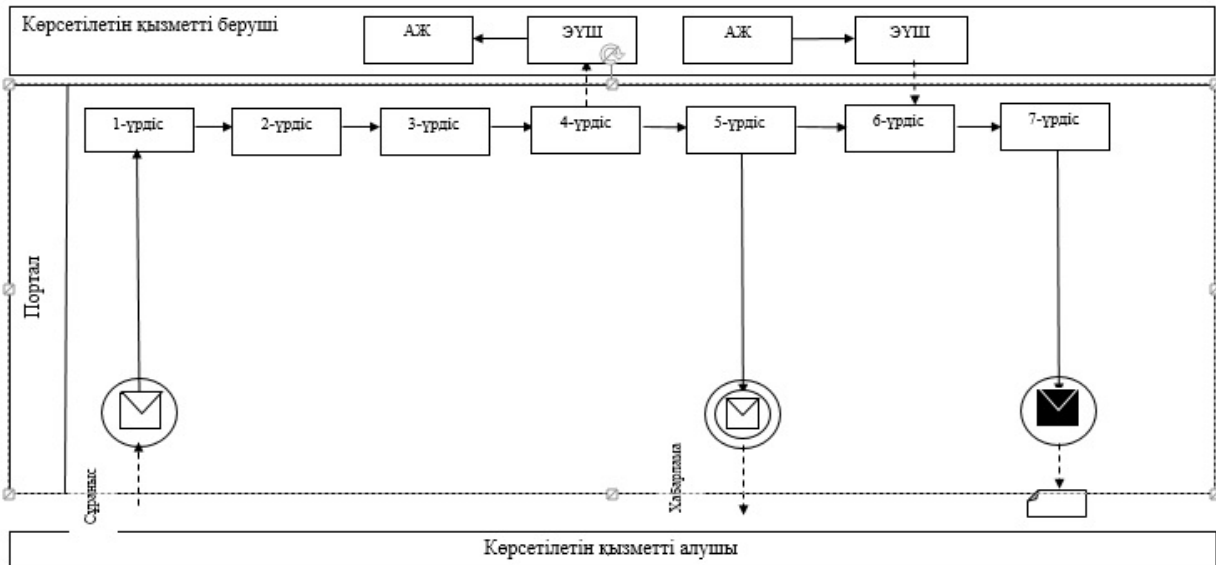 Көрсетілетін қызметті беруші
АЖ
ЭҮШ
АЖ
ЭҮШ
1-үрдіс
2-үрдіс
3-үрдіс
4-үрдіс
5-үрдіс
6-үрдіс
7-үрдіс
Портал
Сұраныс
Хабарлама
Көрсетілетін қызметті алушы